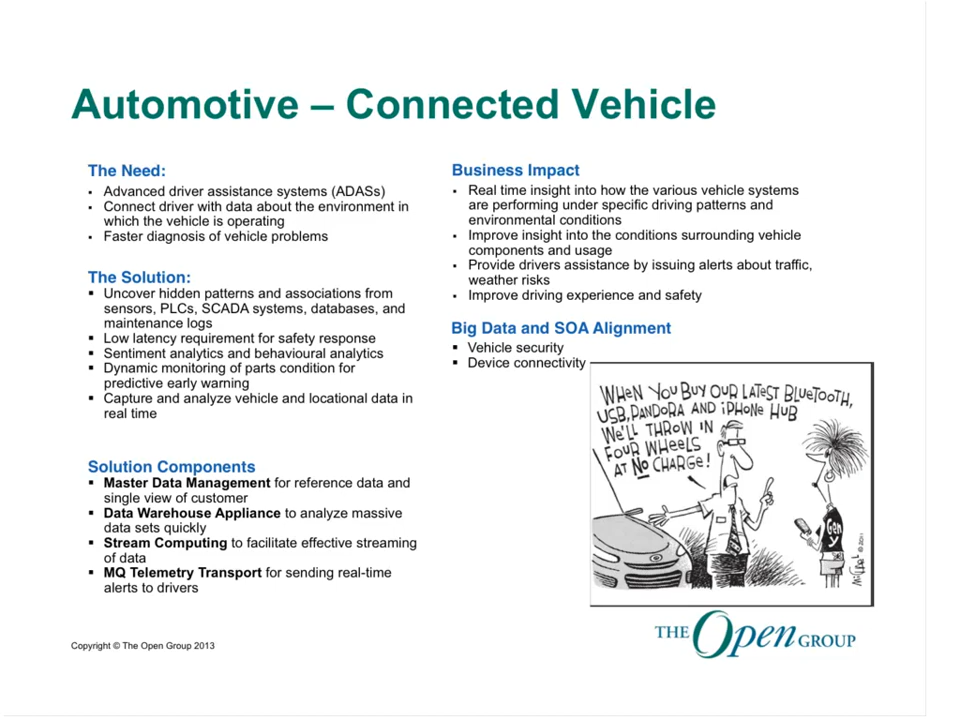 Automotive – Connected Vehicle
The Need:
▪ Advanced driver assistance systems (ADASs)
▪ Connect driver with data about the environment in
which the vehicle is operating
▪ Faster diagnosis of vehicle problems
The Solution:
▪ Uncover hidden patterns and associations from
sensors, PLCs, SCADA systems, databases, and
maintenance logs
▪ Low latency requirement for safety response
▪ Sentiment analytics and behavioural analytics
▪ Dynamic monitoring of parts condition for
predictive early warning
▪ Capture and analyze vehicle and locational data in
real time
Solution Components
▪ Master Data Management for reference data and
single view of customer
▪ Data Warehouse Appliance to analyze massive
data sets quickly
▪ Stream Computing to facilitate effective streaming
of data
▪ MQ Telemetry Transport for sending real-time
alerts to drivers
Business Impact
▪ Real time insight into how the various vehicle systems
are performing under specific driving patterns and
environmental conditions
▪ Improve insight into the conditions surrounding vehicle
components and usage
▪ Provide drivers assistance by issuing alerts about traffic,
weather risks
▪ Improve driving experience and safety
Big Data and SOA Alignment
▪ Vehicle security
▪ Device connectivity
WHEN YOU BUY OUR LATEST BLUETOOTH,
USB, PANDORA AND iPHONE HUB
WE'LL THROW IN
FOUR WHEELS
AT NO CHARGE!
Gen
Y
©2011
Copyright © The Open Group 2013
THE Open GROUP